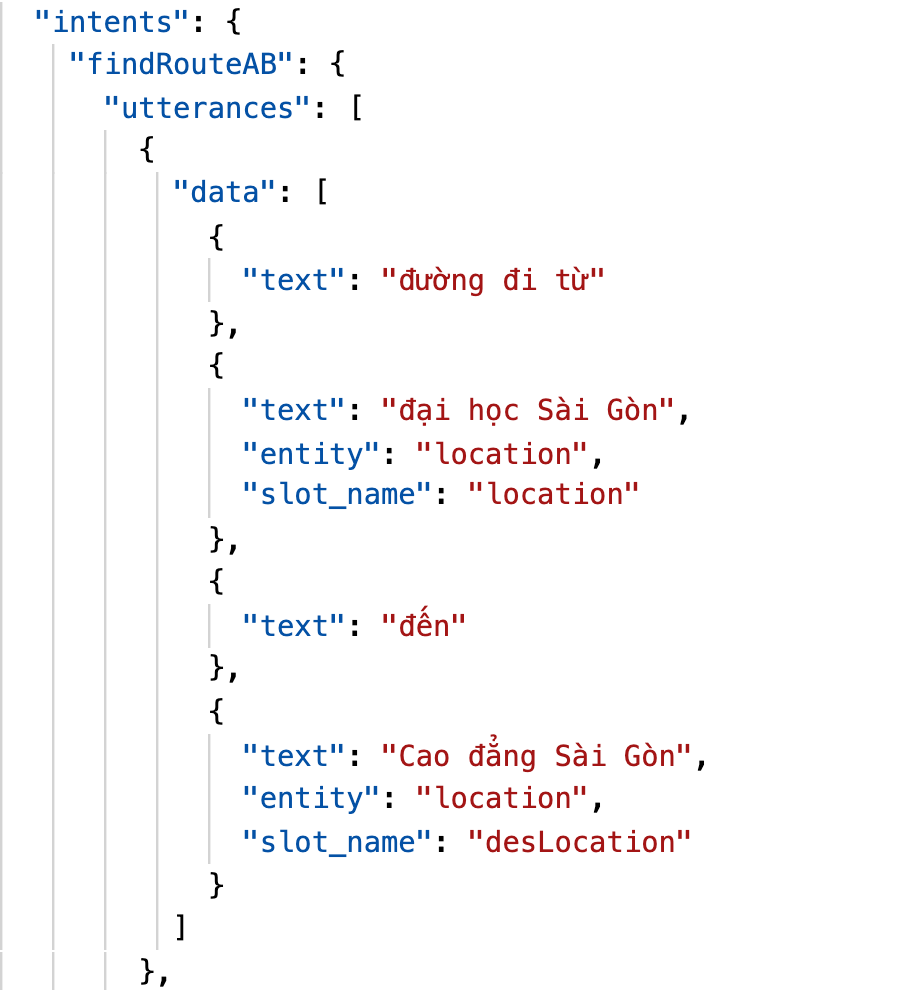 "intents": {
"findRouteAB": {
"utterances": [
{
"data": [
{
"text": "đường đi từ"
},
{
"text": "đại học Sài Gòn",
"entity": "location",
"slot_name": "location"
},
{
"text": "đến"
},
{
"text": "Cao đẳng Sài Gòn",
"entity": "location",
"slot_name": "desLocation"
}
]
},